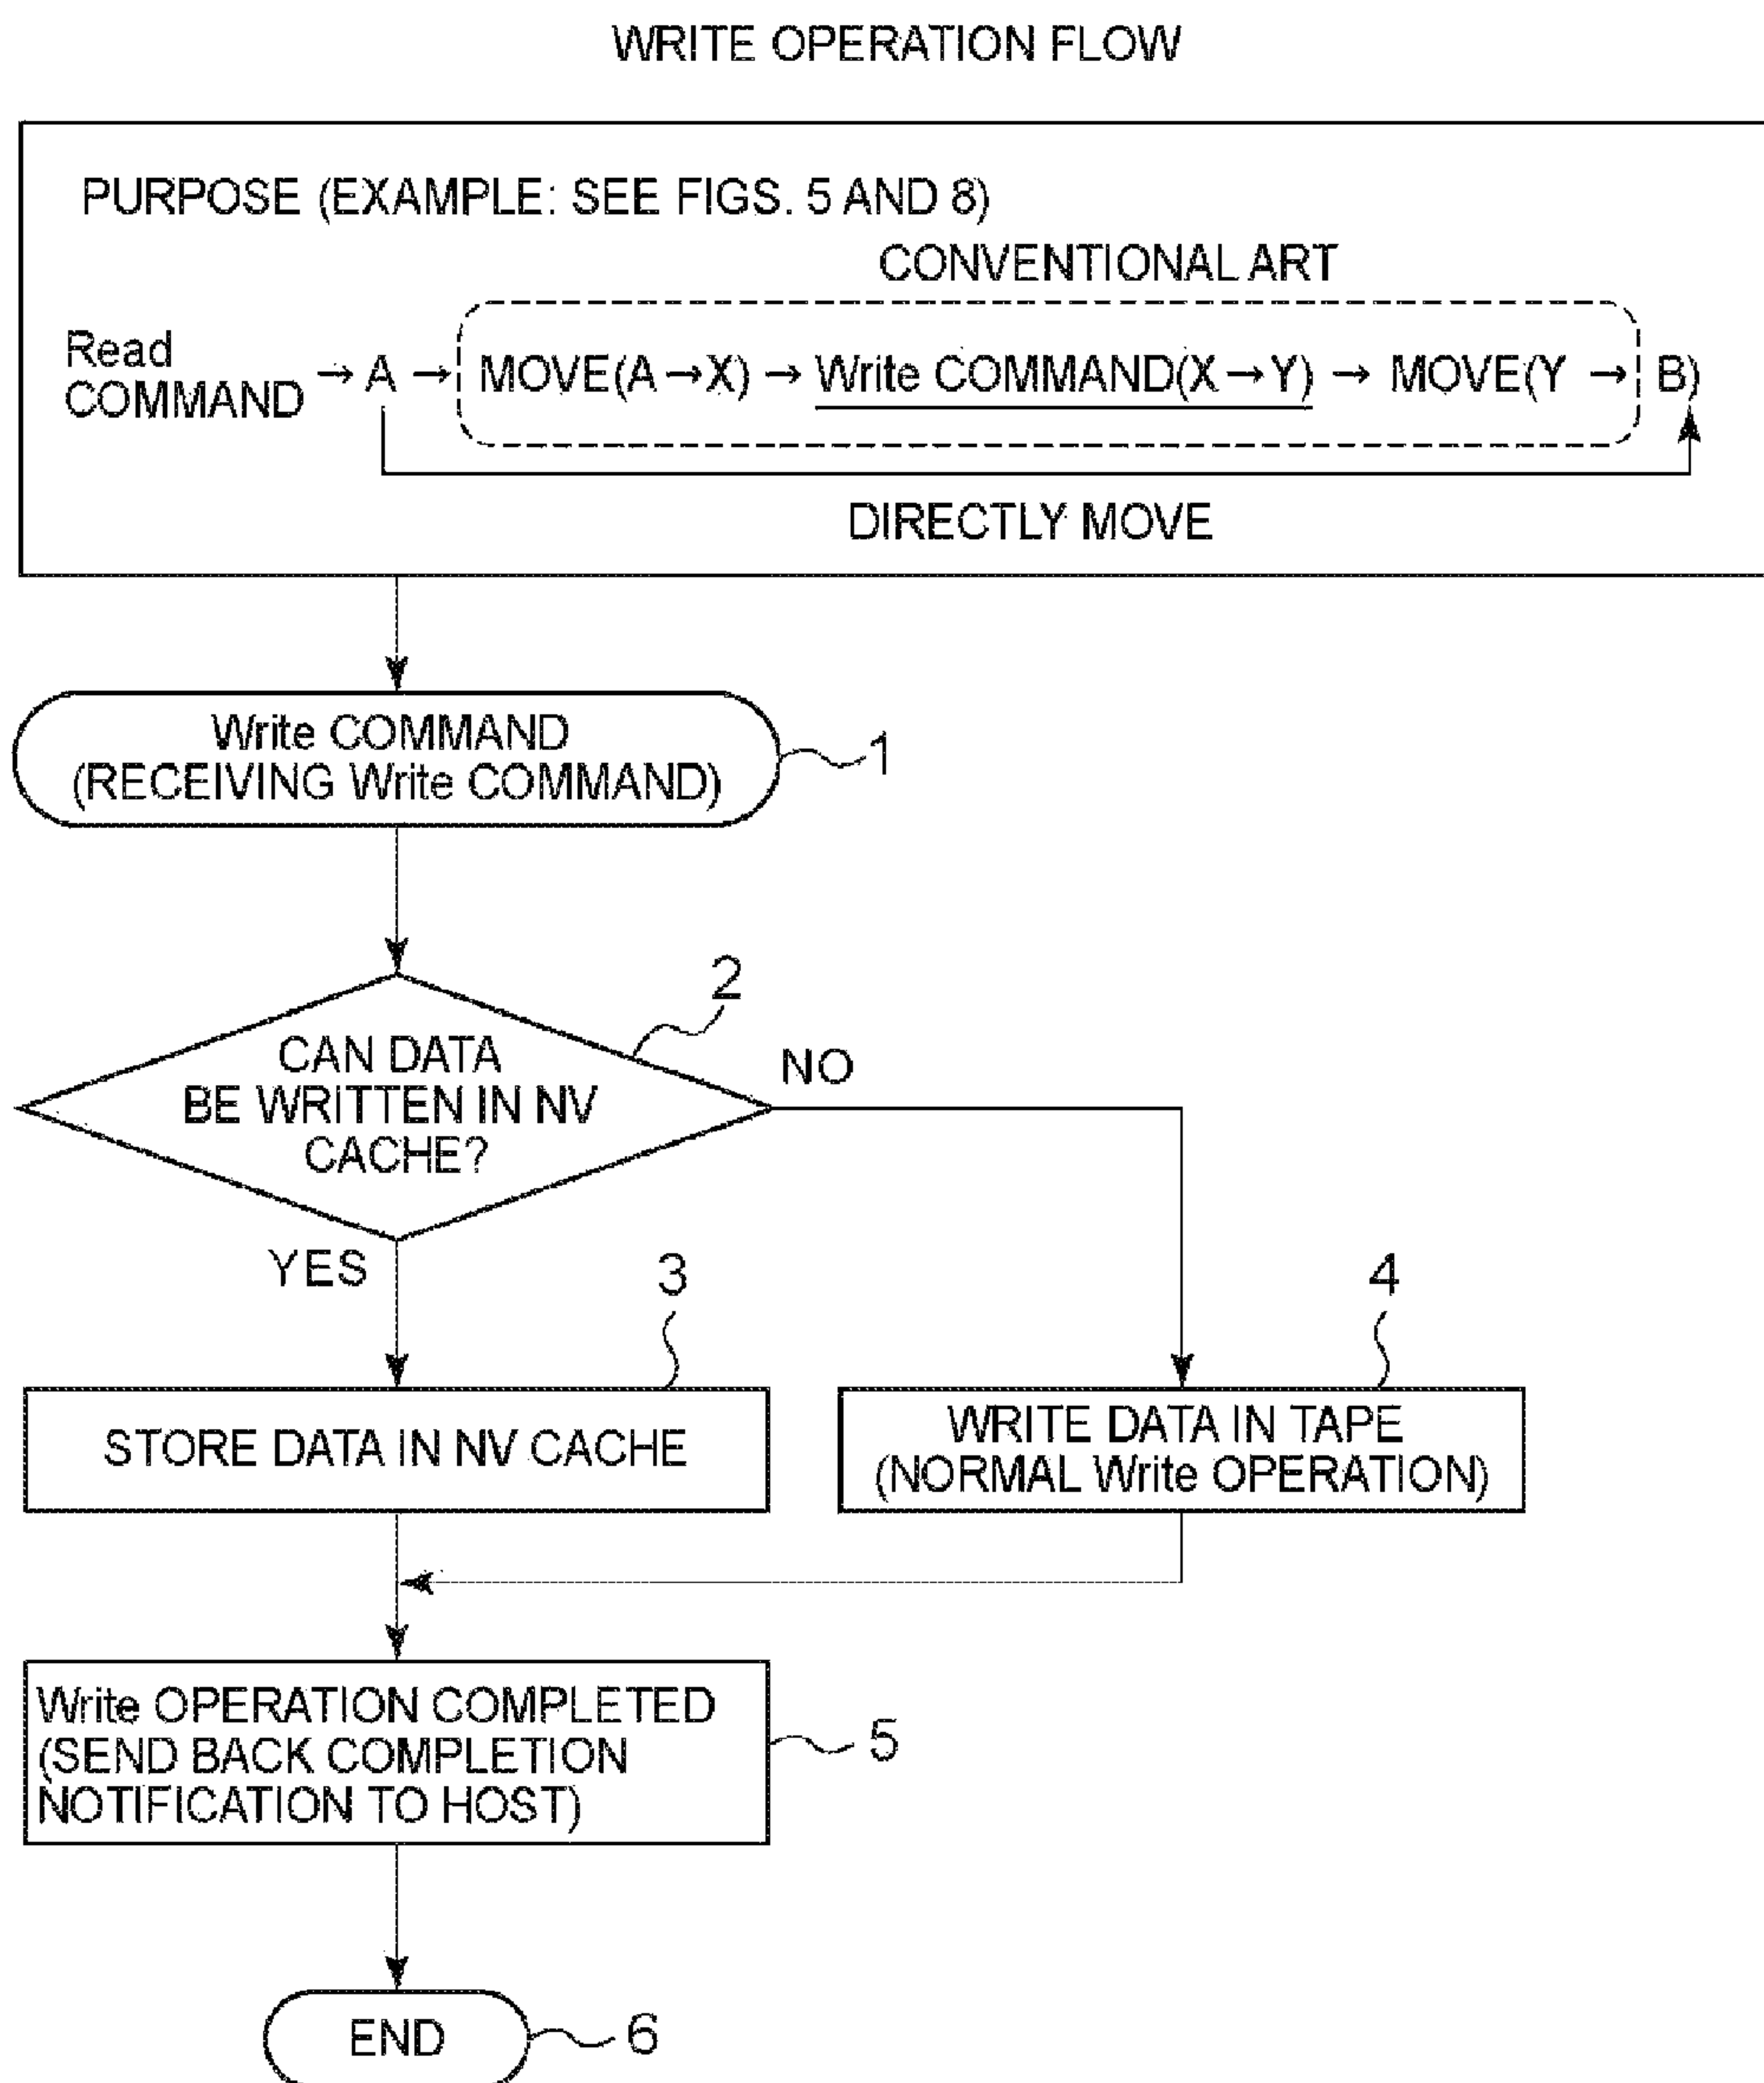 WRITE OPERATION FLOW
PURPOSE (EXAMPLE: SEE FIGS. 5 AND 8)
CONVENTIONAL ART
Read
COMMAND
→ A → MOVE(A→X) → Write COMMAND(X→Y) → MOVE(Y → B)
DIRECTLY MOVE
Write COMMAND
(RECEIVING Write COMMAND)
1
2
CAN DATA
BE WRITTEN IN NV
CACHE?
NO
YES
3
4
STORE DATA IN NV CACHE
WRITE DATA IN TAPE
(NORMAL Write OPERATION)
Write OPERATION COMPLETED
(SEND BACK COMPLETION
NOTIFICATION TO HOST)
5
END
6